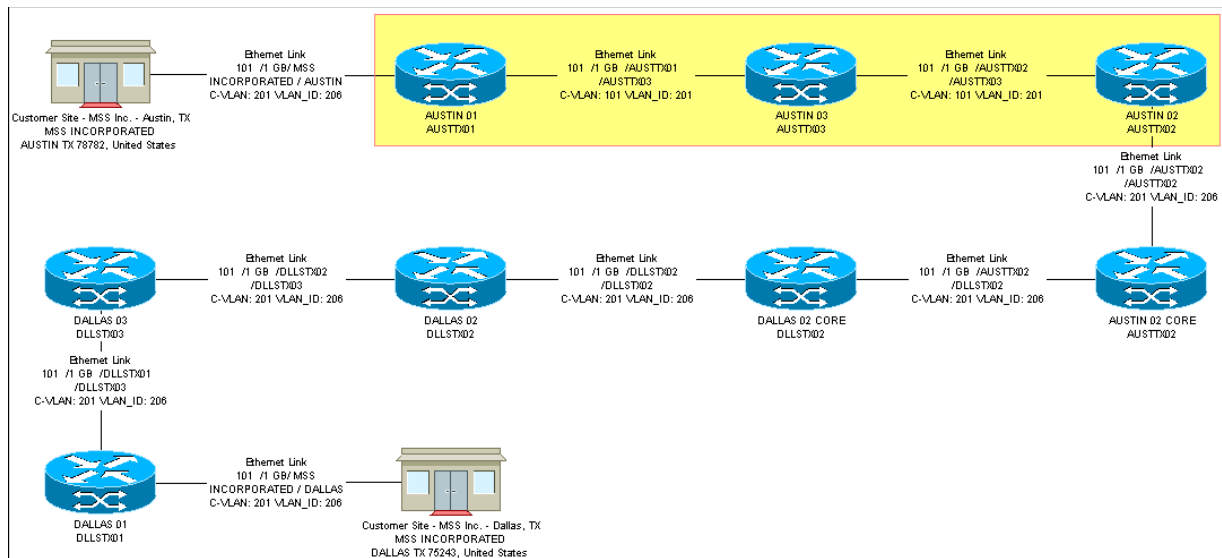 Ethernet Link
101 /1 GB/ MSS
INCORPORATED / AUSTIN
C-VLAN: 201 VLAN_ID: 206
Ethernet Link
101 /1 GB /AUSTTX01
/AUSTTX03
C-VLAN: 101 VLAN_ID: 201
Ethernet Link
101 /1 GB /AUSTTX02
/AUSTTX03
C-VLAN: 101 VLAN_ID: 201
Customer Site - MSS Inc. - Austin, TX
MSS INCORPORATED
AUSTIN TX 78782, United States
AUSTIN 01
AUSTTX01
AUSTIN 03
AUSTTX03
AUSTIN 02
AUSTTX02
Ethernet Link
101 /1 GB /AUSTTX02
/AUSTTX02
C-VLAN: 201 VLAN_ID: 206
Ethernet Link
101 /1 GB /DLLSTX02
/DLLSTX03
C-VLAN: 201 VLAN_ID: 206
Ethernet Link
101 /1 GB /DLLSTX02
/DLLSTX02
C-VLAN: 201 VLAN_ID: 206
Ethernet Link
101 /1 GB /AUSTTX02
/DLLSTX02
C-VLAN: 201 VLAN_ID: 206
DALLAS 03
DLLSTX03
DALLAS 02
DLLSTX02
DALLAS 02 CORE
DLLSTX02
AUSTIN 02 CORE
AUSTTX02
Ethernet Link
101 /1 GB /DLLSTX01
/DLLSTX03
C-VLAN: 201 VLAN_ID: 206
Ethernet Link
101 /1 GB/ MSS
INCORPORATED / DALLAS
C-VLAN: 201 VLAN_ID: 206
DALLAS 01
DLLSTX01
Customer Site - MSS Inc. - Dallas, TX
MSS INCORPORATED
DALLAS TX 75243, United States